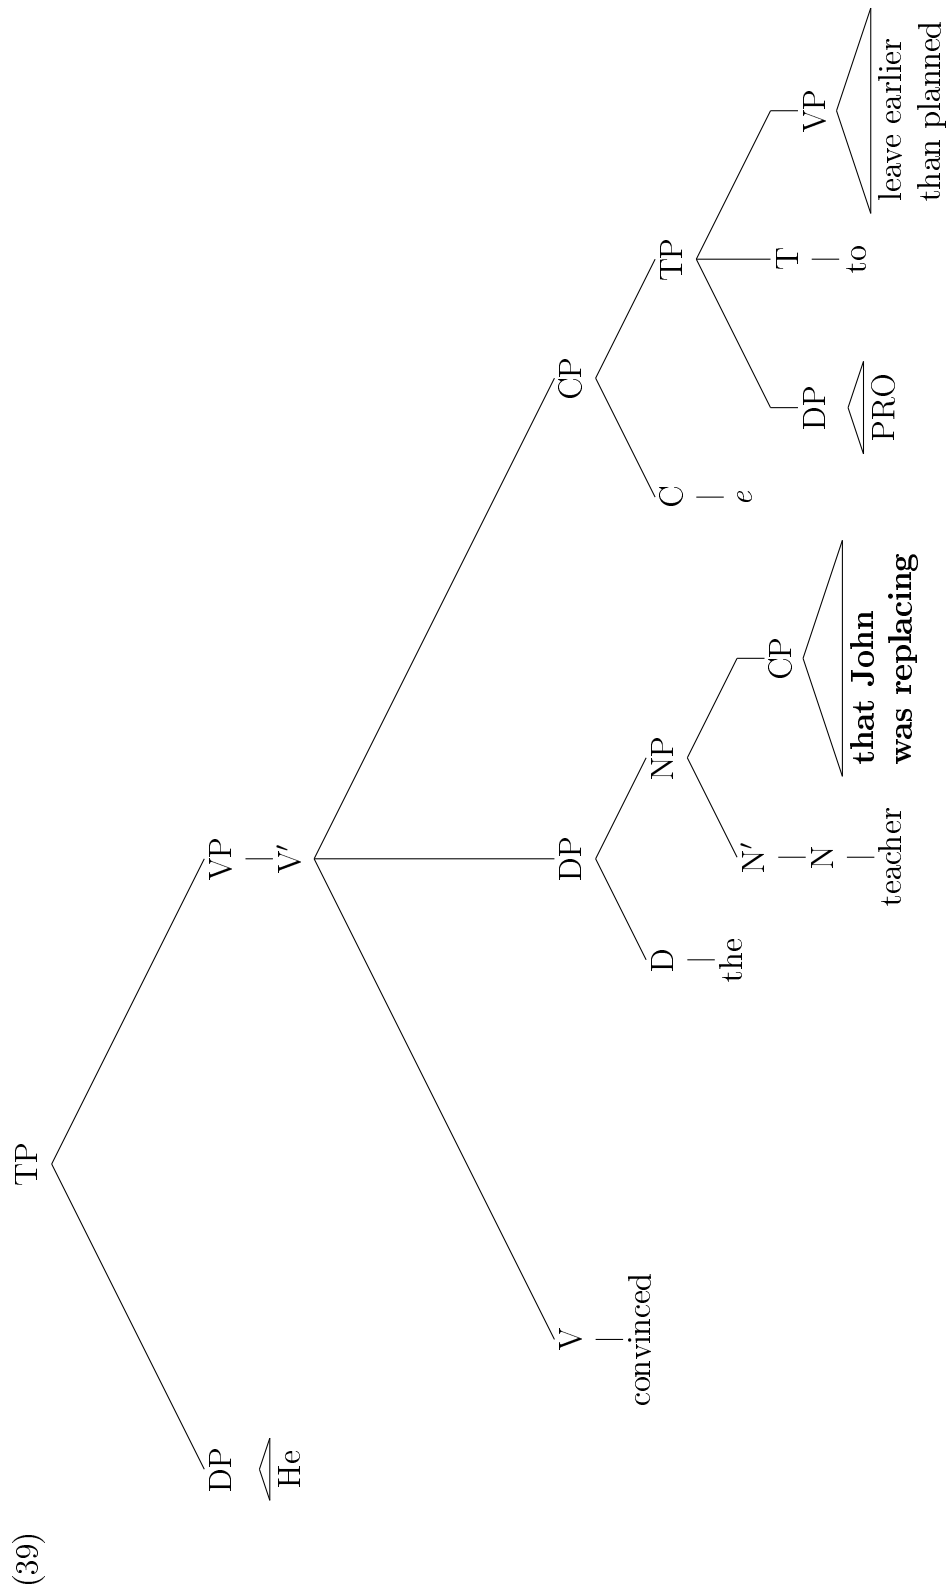 (39)
TP
DP
VP
He
V′
V
DP
CP
convinced
D
NP
C
TP
the
N′
CP
e
DP
T
VP
N
that John
was replacing
PRO
to
leave earlier
than planned
teacher